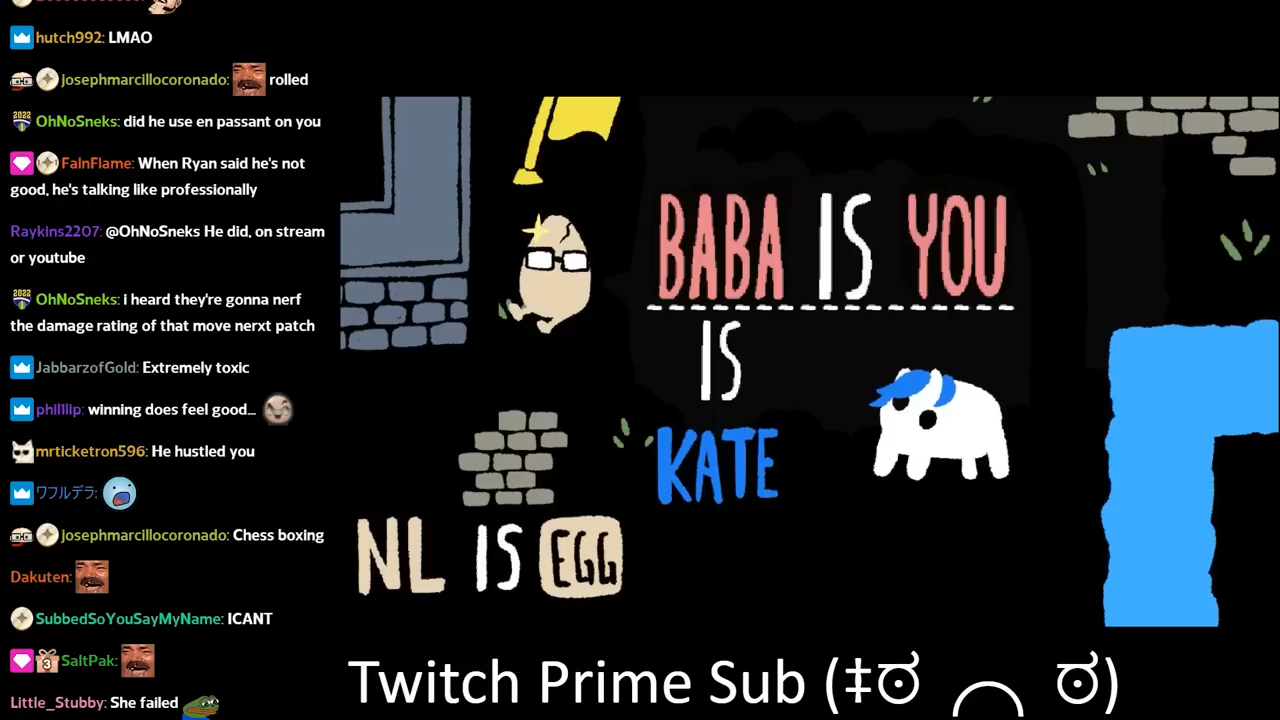 hutch992: LMAO
josephmarcillocoronado: rolled
OhNoSneks: did he use en passant on you
FalnFlame: When Ryan said he's not
good, he's talking like professionally
Raykins2207: @OhNoSneks He did, on stream
or youtube
OhNoSneks: i heard they're gonna nerf
the damage rating of that move nerxt patch
JabbarzofGold: Extremely toxic
phil1lip: winning does feel good...
mrticketron596: He hustled you
ワフルデラ:
josephmarcillocoronado: Chess boxing
Dakuten:
SubbedSoYouSayMyName: ICANT
3 SaltPak:
Little_Stubby: She failed
BABA IS YOU
IS
KATE
NL IS EGG
Twitch Prime Sub (‡ಠ ⁔ ಠ)